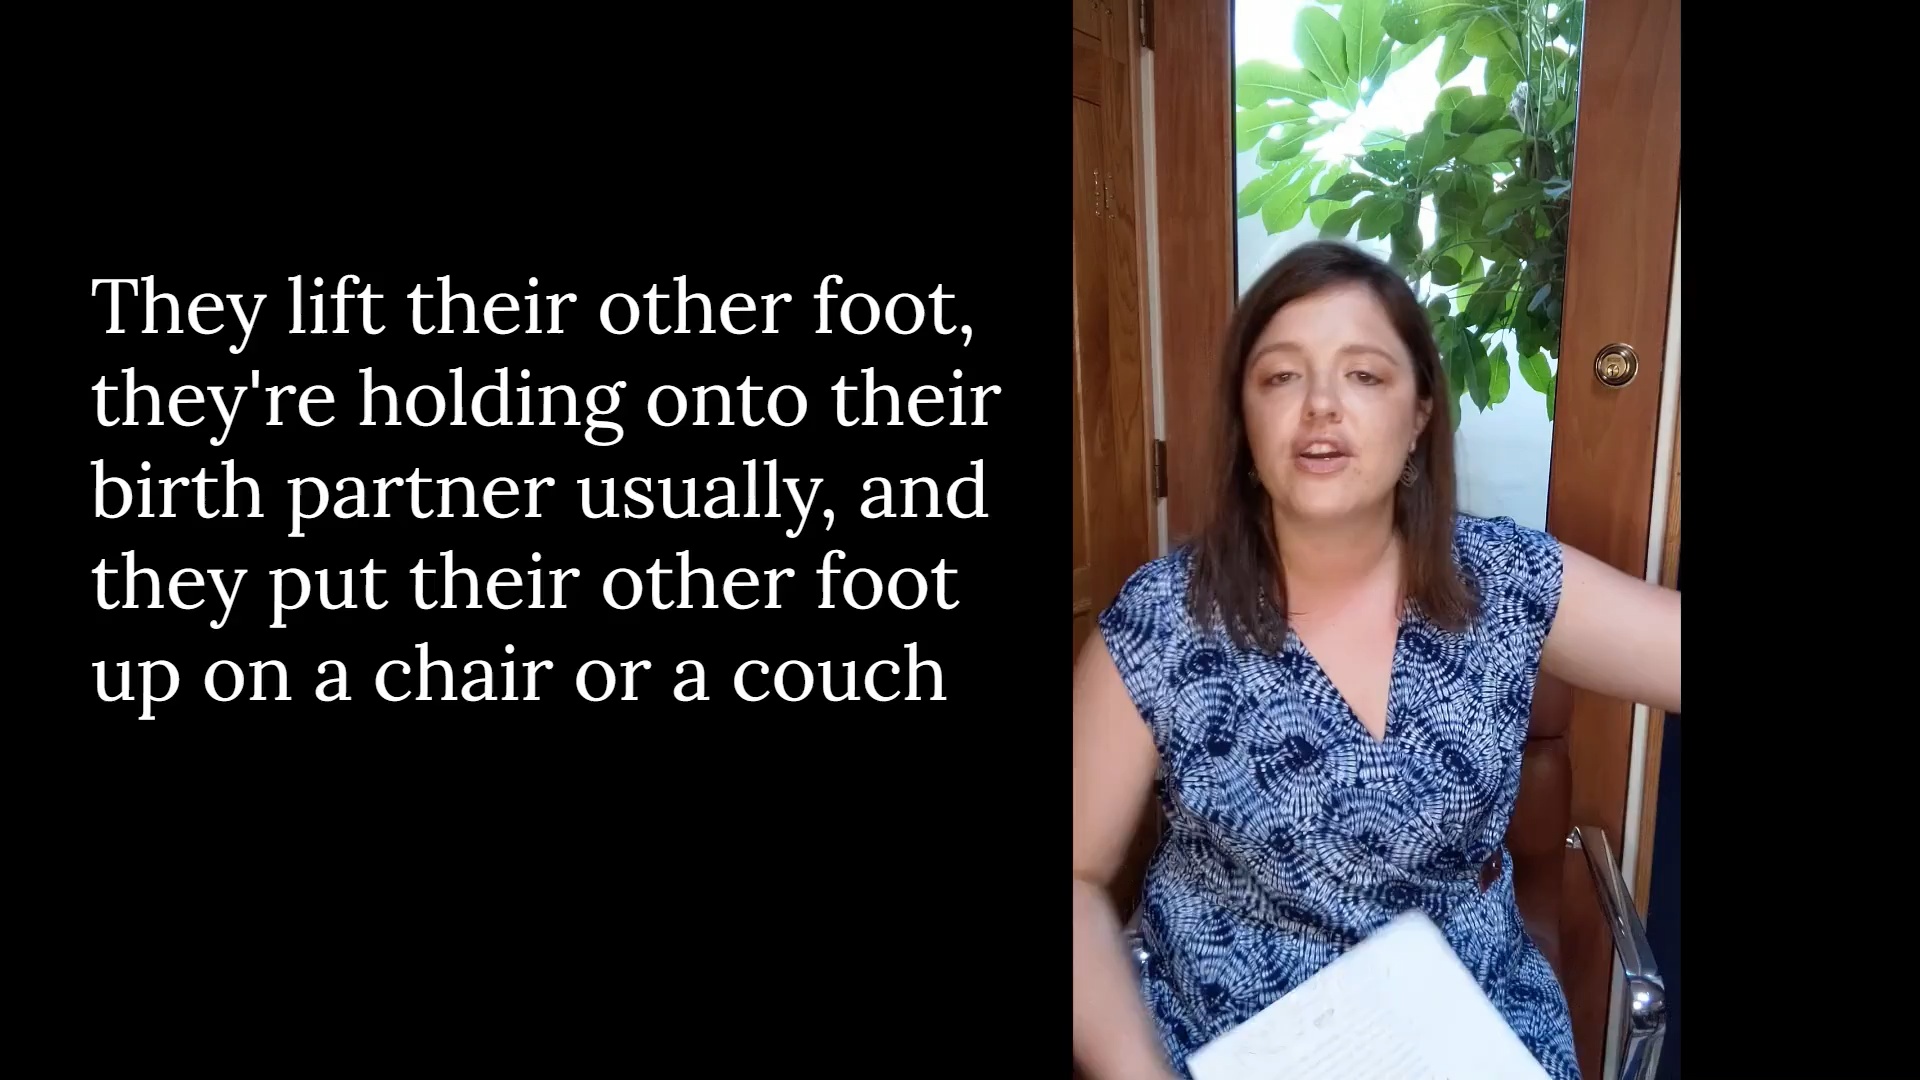 They lift their other foot,
they're holding onto their
birth partner usually, and
they put their other foot
up on a chair or a couch